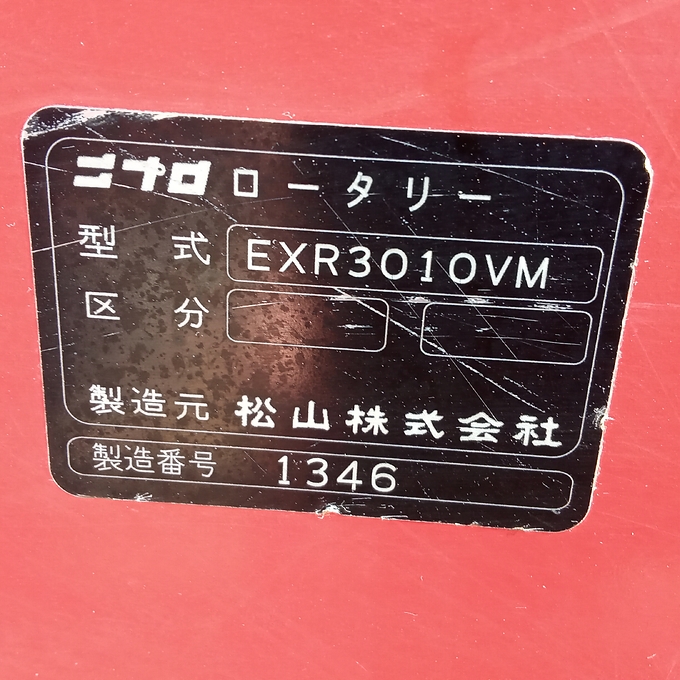 ニプロ ロータリー
型式 EXR3010VM
区分
製造元 松山株式会社
製造番号 1346